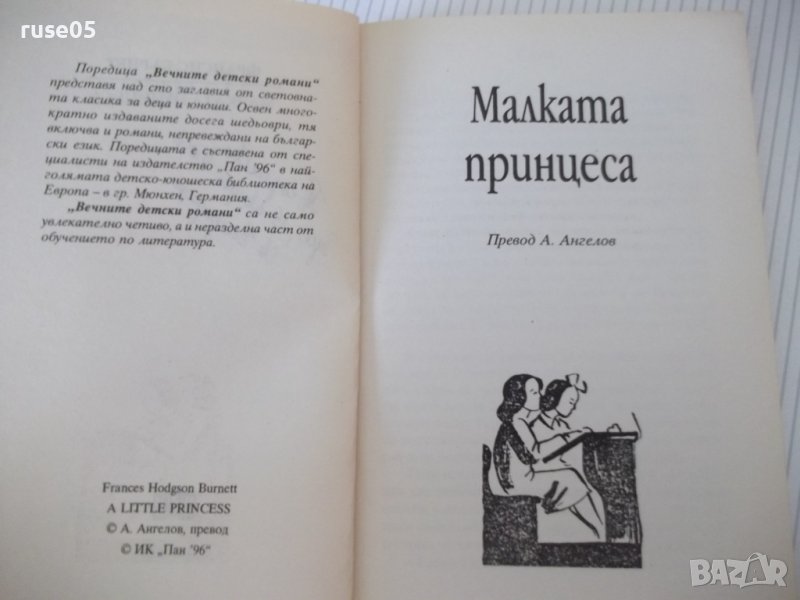 ruse05
Поредица „Вечните детски романи“
представя над сто заглавия от световна-
та класика за деца и юноши. Освен много-
кратно издаваните досега шедьоври, тя
включва и романи, непревеждани на българ-
ски език. Поредицата е съставена от спе-
циалисти на издателство „Пан '96“ в най-
голямата детско-юношеска библиотека на
Европа – в гр. Мюнхен, Германия.
„Вечните детски романи“ са не само
увлекателно четиво, а и неразделна част от
обучението по литература.
Frances Hodgson Burnett
A LITTLE PRINCESS
© А. Ангелов, превод
© ИК „Пан '96“
Малката
принцеса
Превод А. Ангелов
BAZAR